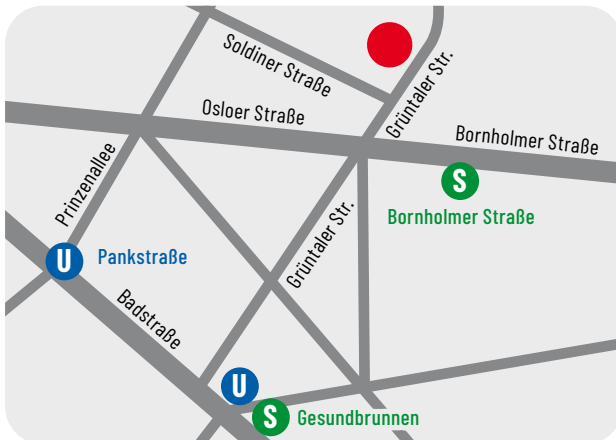 Soldiner Straße
Grüntaler Str.
Osloer Straße
Bornholmer Straße
S
Bornholmer Straße
Prinzenallee
Grüntaler Str.
U
Pankstraße
Badstraße
U
S
Gesundbrunnen